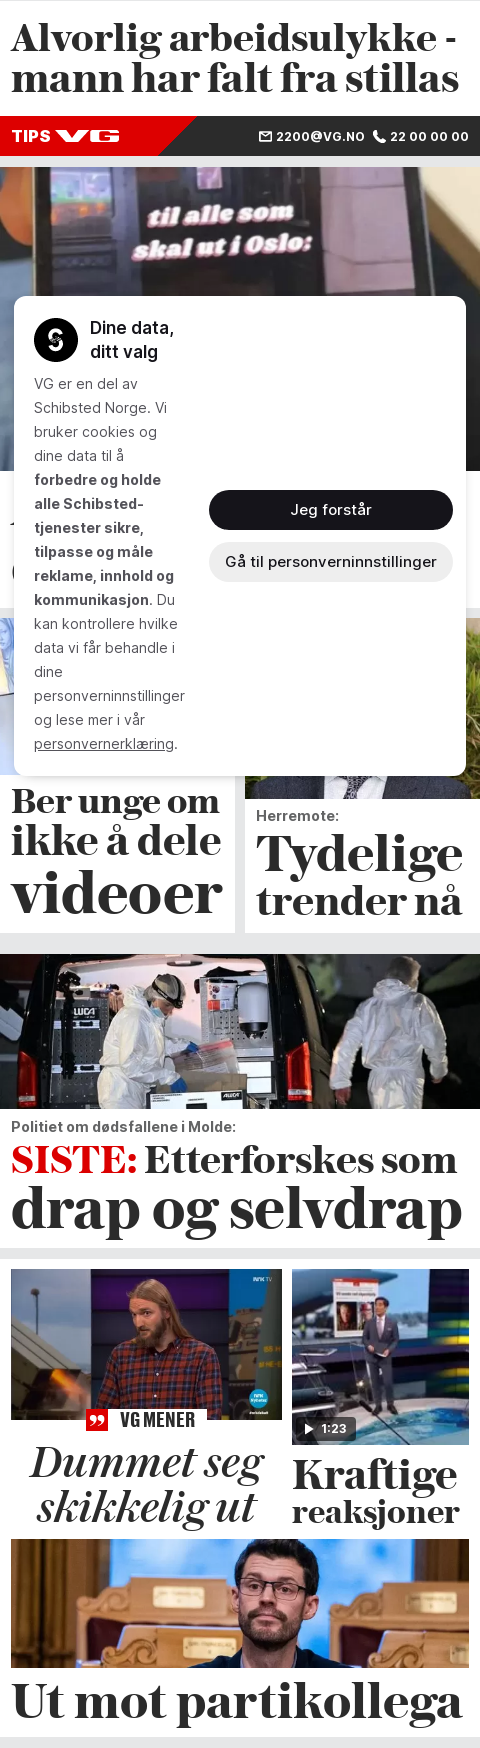 Alvorlig arbeidsulykke -
mann har falt fra stillas
TIPS VG
2200@VG.NO
22 00 00 00
til alle som
skal ut i Oslo:
Dine data,
ditt valg
VG er en del av
Schibsted Norge. Vi
bruker cookies og
dine data til å
forbedre og holde
alle Schibsted-
tjenester sikre,
tilpasse og måle
reklame, innhold og
kommunikasjon. Du
kan kontrollere hvilke
data vi får behandle i
dine
personverninnstillinger
og lese mer i vår
personvernerklæring.
Jeg forstår
Gå til personverninnstillinger
Ber unge om
ikke å dele
videoer
Herremote:
Tydelige
trender nå
Politiet om dødsfallene i Molde:
SISTE: Etterforskes som
drap og selvdrap
NRK TV
VG MENER
Dummet seg
skikkelig ut
1:23
Kraftige
reaksjoner
Ut mot partikollega